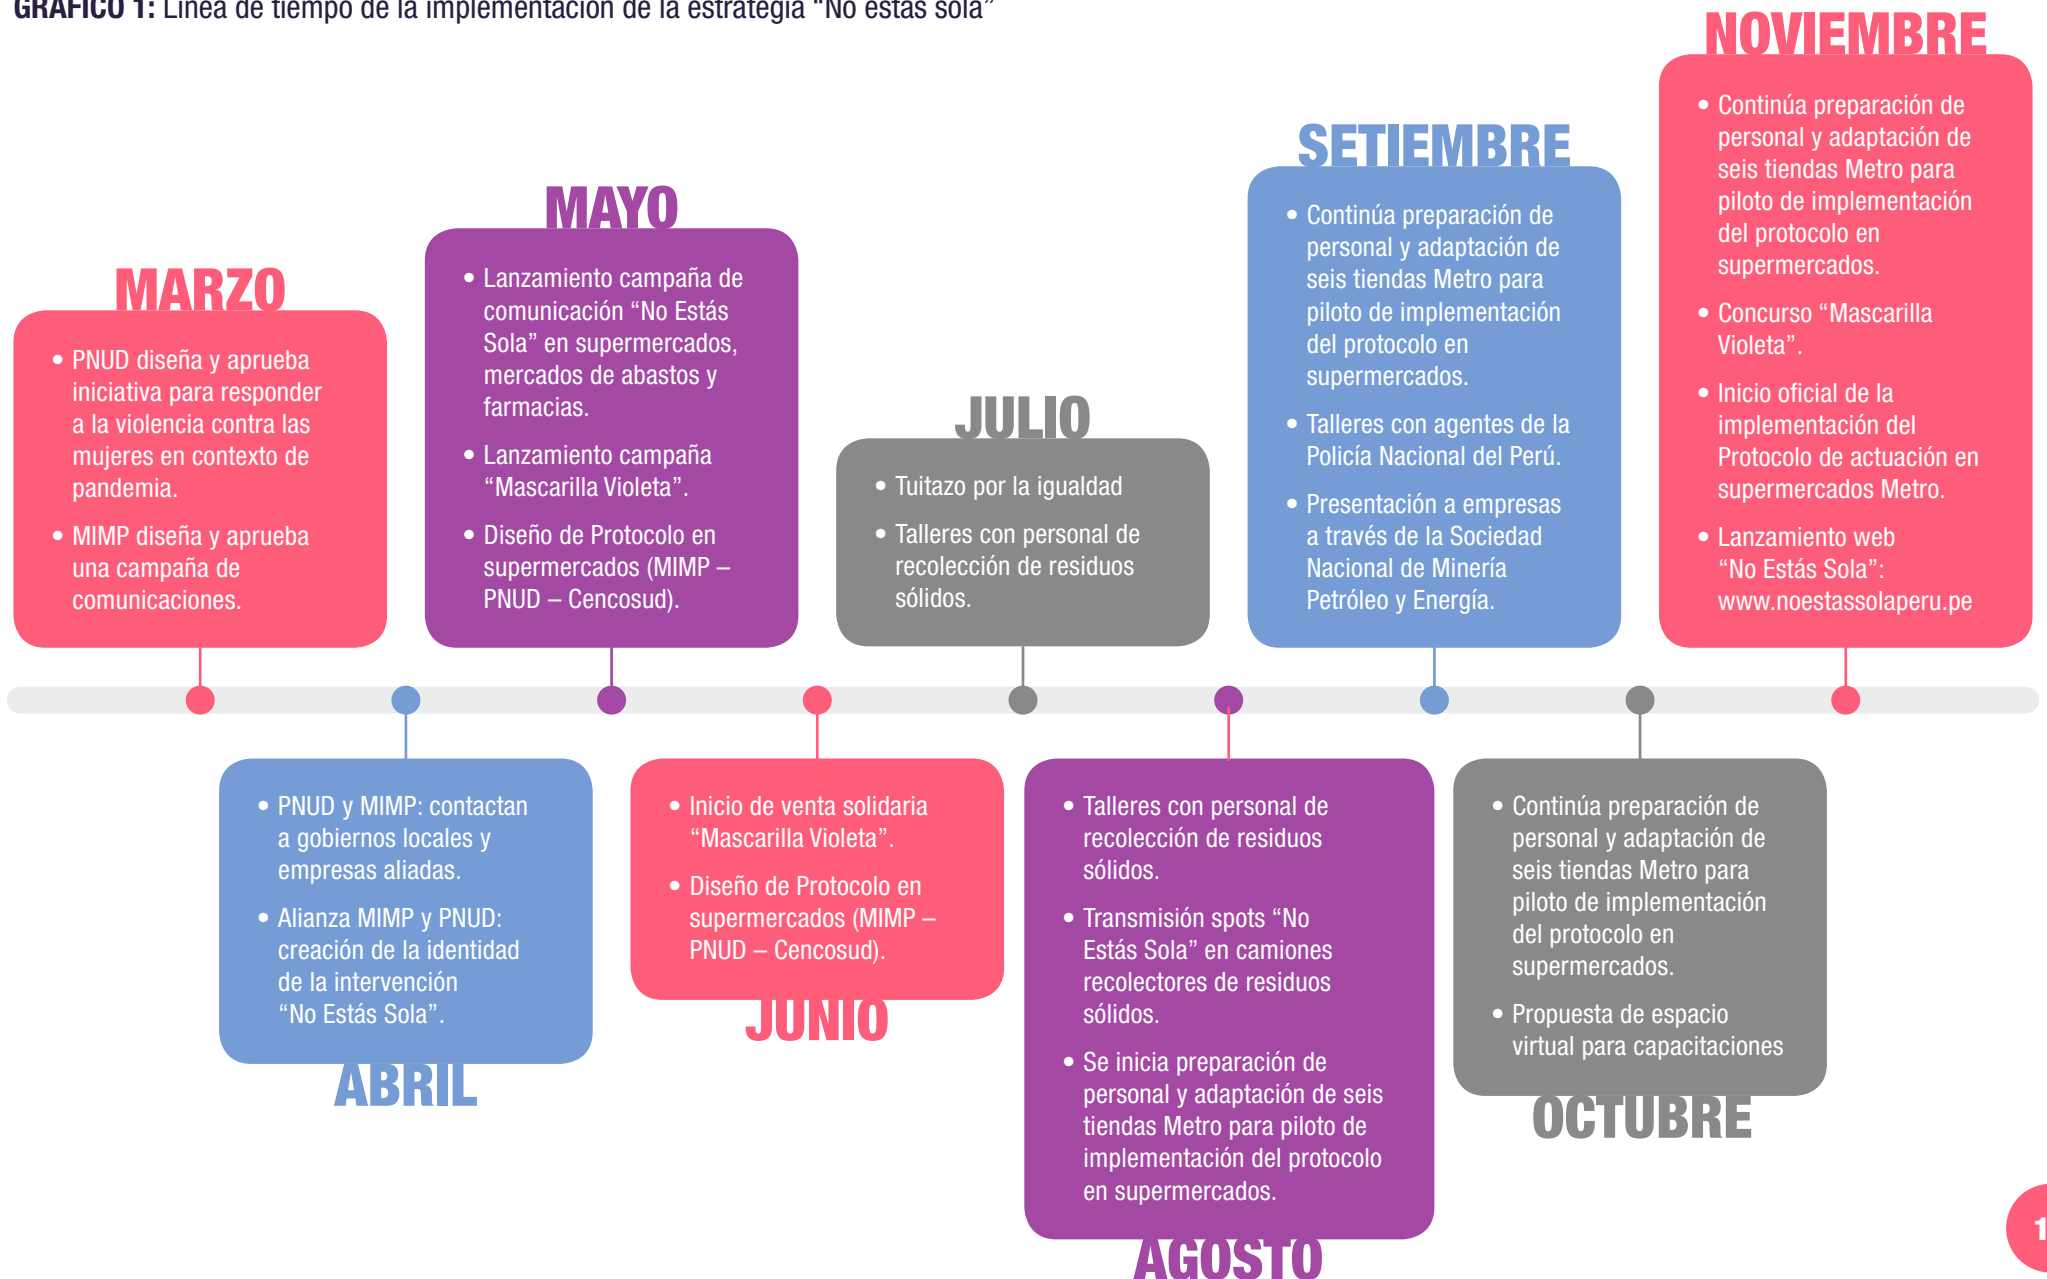 GRÁFICO 1: Línea de tiempo de la implementación de la estrategia “No estás sola”
MARZO
• PNUD diseña y aprueba
iniciativa para responder
a la violencia contra las
mujeres en contexto de
pandemia.
• MIMP diseña y aprueba
una campaña de
comunicaciones.
ABRIL
• PNUD y MIMP: contactan
a gobiernos locales y
empresas aliadas.
• Alianza MIMP y PNUD:
creación de la identidad
de la intervención
“No Estás Sola”.
MAYO
• Lanzamiento campaña de
comunicación “No Estás
Sola” en supermercados,
mercados de abastos y
farmacias.
• Lanzamiento campaña
“Mascarilla Violeta”.
• Diseño de Protocolo en
supermercados (MIMP –
PNUD – Cencosud).
JUNIO
• Inicio de venta solidaria
“Mascarilla Violeta”.
• Diseño de Protocolo en
supermercados (MIMP –
PNUD – Cencosud).
JULIO
• Tuitazo por la igualdad
• Talleres con personal de
recolección de residuos
sólidos.
AGOSTO
• Talleres con personal de
recolección de residuos
sólidos.
• Transmisión spots “No
Estás Sola” en camiones
recolectores de residuos
sólidos.
• Se inicia preparación de
personal y adaptación de seis
tiendas Metro para piloto de
implementación del protocolo
en supermercados.
SETIEMBRE
• Continúa preparación de
personal y adaptación de
seis tiendas Metro para
piloto de implementación
del protocolo en
supermercados.
• Talleres con agentes de la
Policía Nacional del Perú.
• Presentación a empresas
a través de la Sociedad
Nacional de Minería
Petróleo y Energía.
OCTUBRE
• Continúa preparación de
personal y adaptación de
seis tiendas Metro para
piloto de implementación
del protocolo en
supermercados.
• Propuesta de espacio
virtual para capacitaciones
NOVIEMBRE
• Continúa preparación de
personal y adaptación de
seis tiendas Metro para
piloto de implementación
del protocolo en
supermercados.
• Concurso “Mascarilla
Violeta”.
• Inicio oficial de la
implementación del
Protocolo de actuación en
supermercados Metro.
• Lanzamiento web
“No Estás Sola”:
www.noestassolaperu.pe